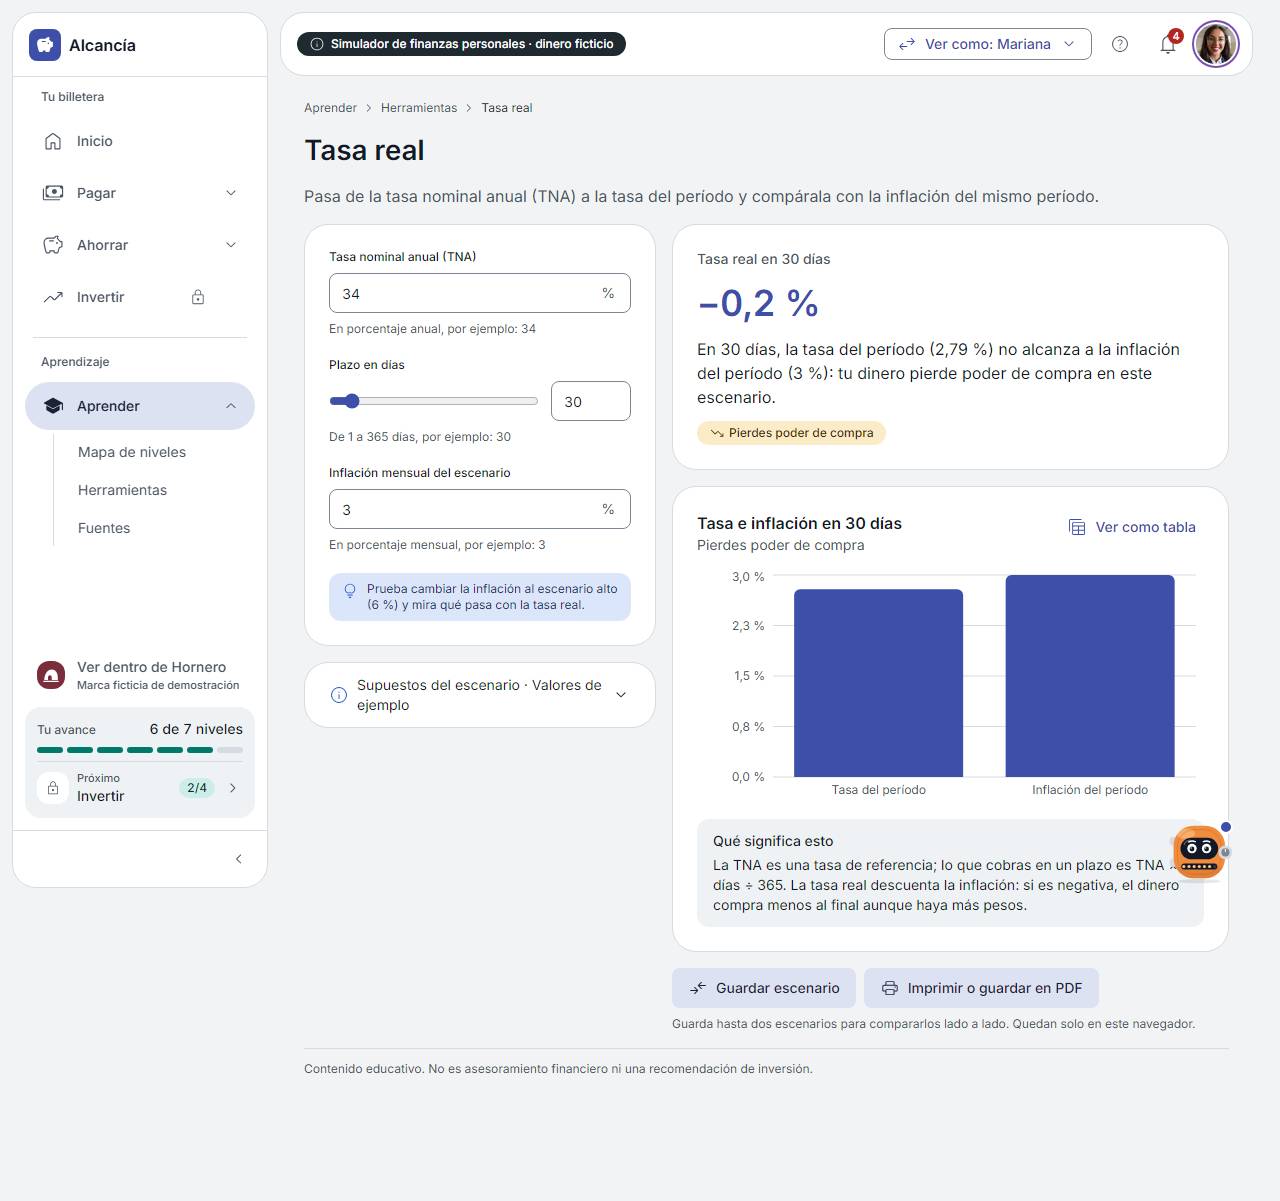 Alcancía
Tu billetera
Inicio
Pagar
Ahorrar
Invertir
Aprendizaje
Aprender
Mapa de niveles
Herramientas
Fuentes
Ver dentro de Hornero
Marca ficticia de demostración
Tu avance
6 de 7 niveles
Próximo
Invertir
2/4
Simulador de finanzas personales · dinero ficticio
Ver como: Mariana
4
Aprender
Herramientas
Tasa real
Tasa real
Pasa de la tasa nominal anual (TNA) a la tasa del período y compárala con la inflación del mismo período.
Tasa nominal anual (TNA)
34
%
En porcentaje anual, por ejemplo: 34
Plazo en días
30
De 1 a 365 días, por ejemplo: 30
Inflación mensual del escenario
3
%
En porcentaje mensual, por ejemplo: 3
Prueba cambiar la inflación al escenario alto
(6 %) y mira qué pasa con la tasa real.
Supuestos del escenario · Valores de
ejemplo
Tasa real en 30 días
−0,2 %
En 30 días, la tasa del período (2,79 %) no alcanza a la inflación
del período (3 %): tu dinero pierde poder de compra en este
escenario.
Pierdes poder de compra
Tasa e inflación en 30 días
Pierdes poder de compra
Ver como tabla
3,0 %
2,3 %
1,5 %
0,8 %
0,0 %
Tasa del período
Inflación del período
Qué significa esto
La TNA es una tasa de referencia; lo que cobras en un plazo es TNA ×
días ÷ 365. La tasa real descuenta la inflación: si es negativa, el dinero
compra menos al final aunque haya más pesos.
Guardar escenario
Imprimir o guardar en PDF
Guarda hasta dos escenarios para compararlos lado a lado. Quedan solo en este navegador.
Contenido educativo. No es asesoramiento financiero ni una recomendación de inversión.